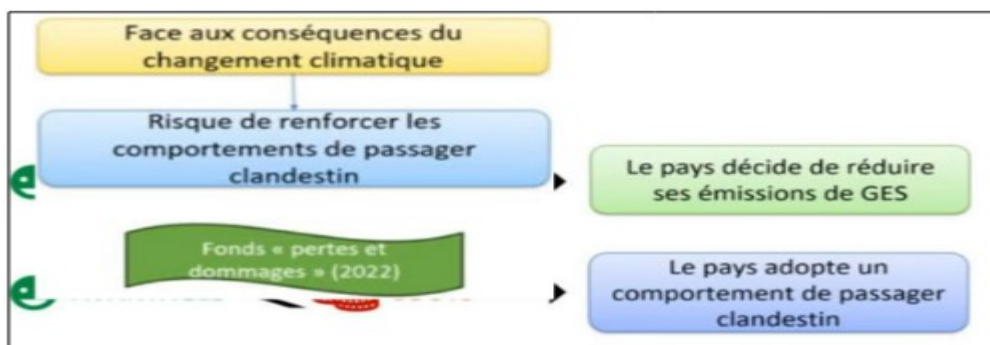 Face aux conséquences du
changement climatique
Risque de renforcer les
comportements de passager
clandestin
Le pays décide de réduire
ses émissions de GES
Fonds « pertes et
dommages » (2022)
Le pays adopte un
comportement de passager
clandestin